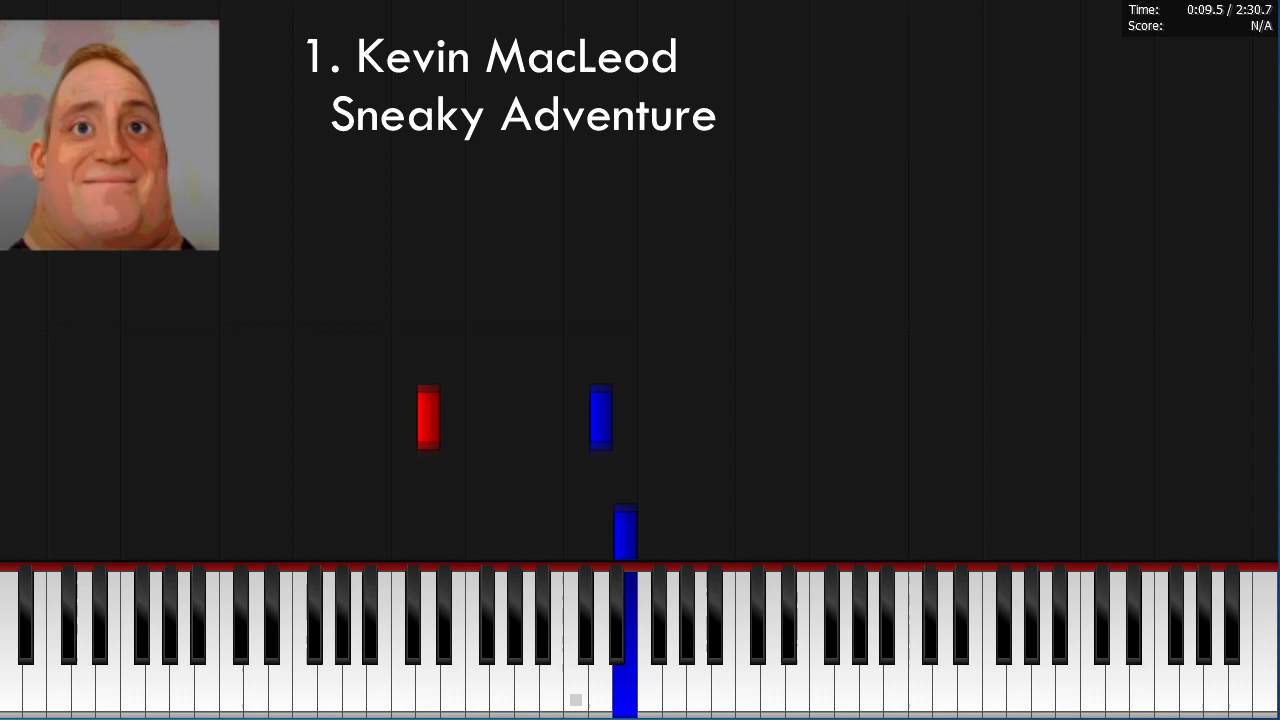 Time: 0:09.5 / 2:30.7
Score: N/A
1. Kevin MacLeod
Sneaky Adventure